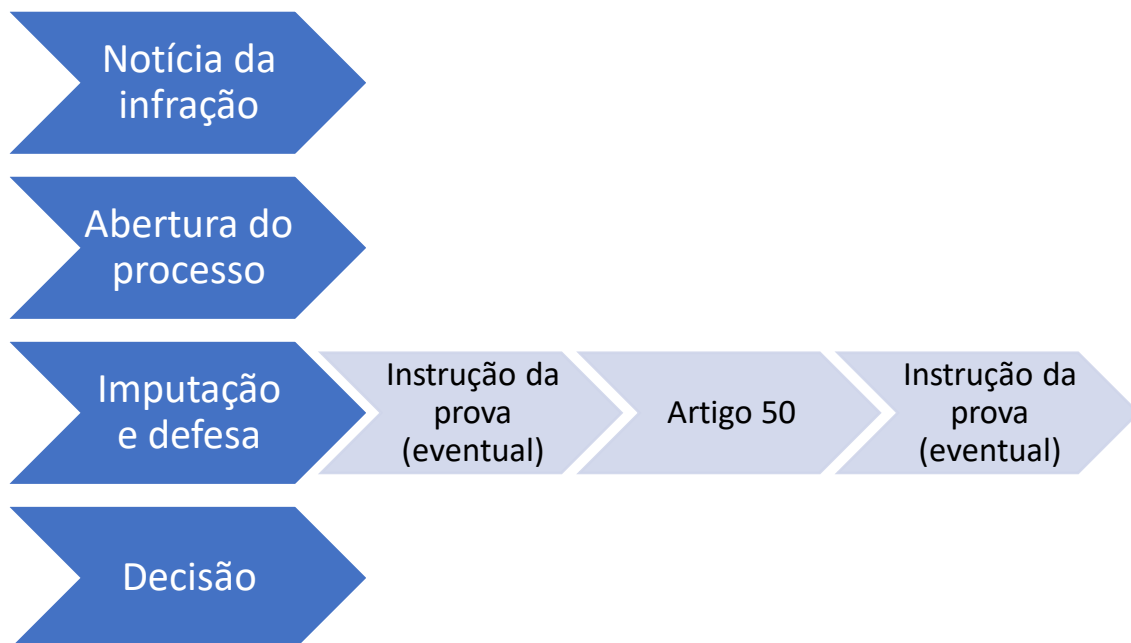 Notícia da
infração
Abertura do
processo
Imputação
e defesa
Instrução da
prova
(eventual)
Artigo 50
Instrução da
prova
(eventual)
Decisão